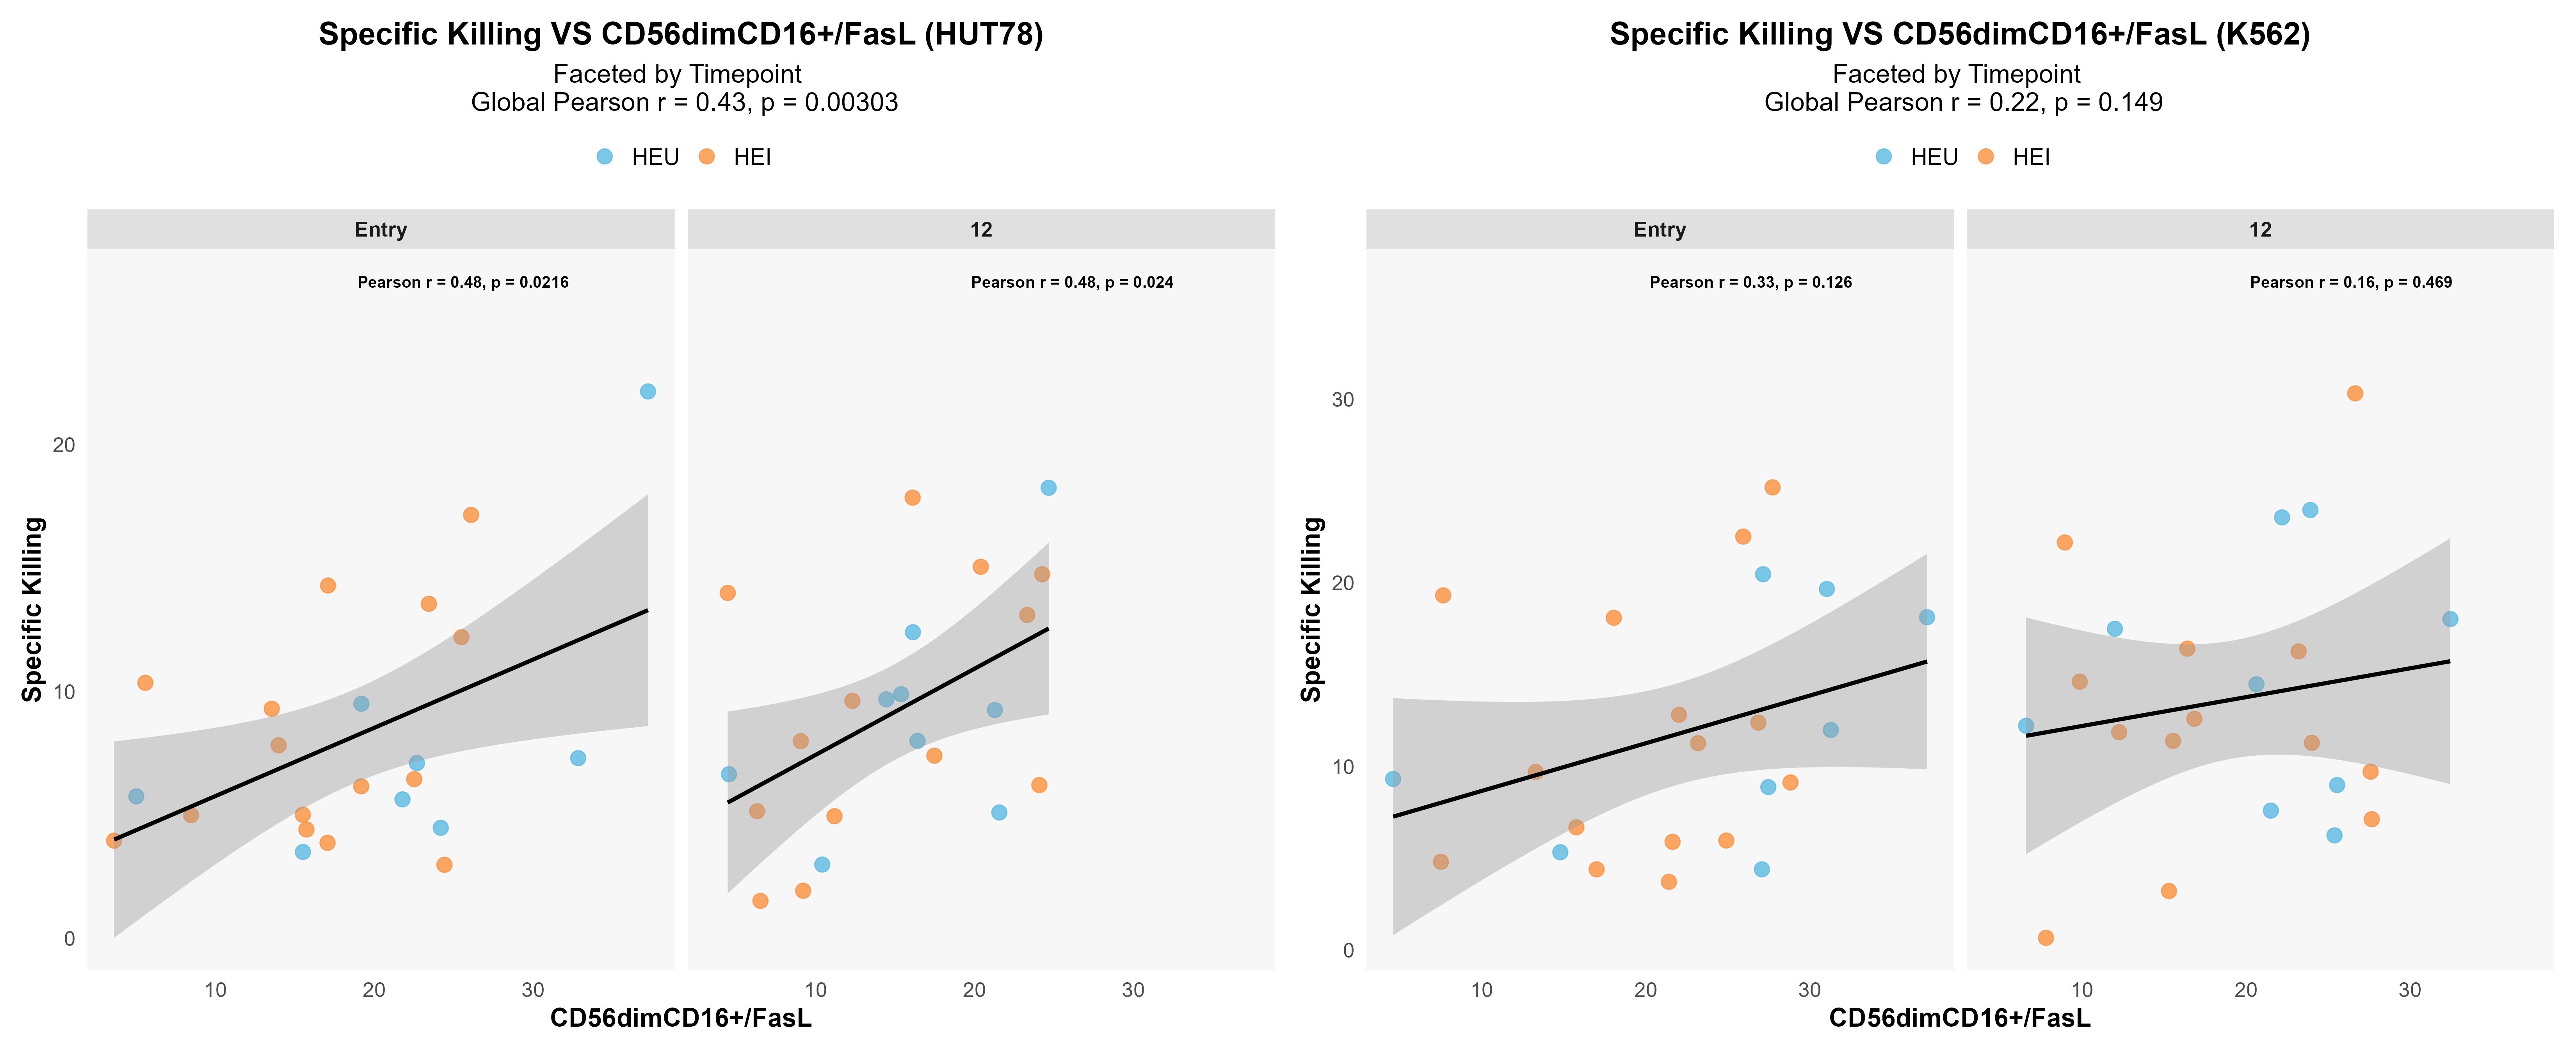 Specific Killing VS CD56dimCD16+/FasL (HUT78)
Faceted by Timepoint
Global Pearson r = 0.43, p = 0.00303
HEU
HEI
Entry
12
Pearson r = 0.48, p = 0.0216
Pearson r = 0.48, p = 0.024
Specific Killing
20
10
0
10
20
30
10
20
30
CD56dimCD16+/FasL
Specific Killing VS CD56dimCD16+/FasL (K562)
Faceted by Timepoint
Global Pearson r = 0.22, p = 0.149
HEU
HEI
Entry
12
Pearson r = 0.33, p = 0.126
Pearson r = 0.16, p = 0.469
Specific Killing
30
20
10
0
10
20
30
10
20
30
CD56dimCD16+/FasL